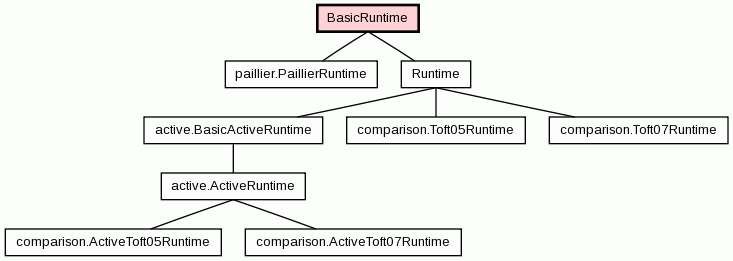 BasicRuntime
paillier.PaillierRuntime
Runtime
active.BasicActiveRuntime
comparison.Toft05Runtime
comparison.Toft07Runtime
active.ActiveRuntime
comparison.ActiveToft05Runtime
comparison.ActiveToft07Runtime